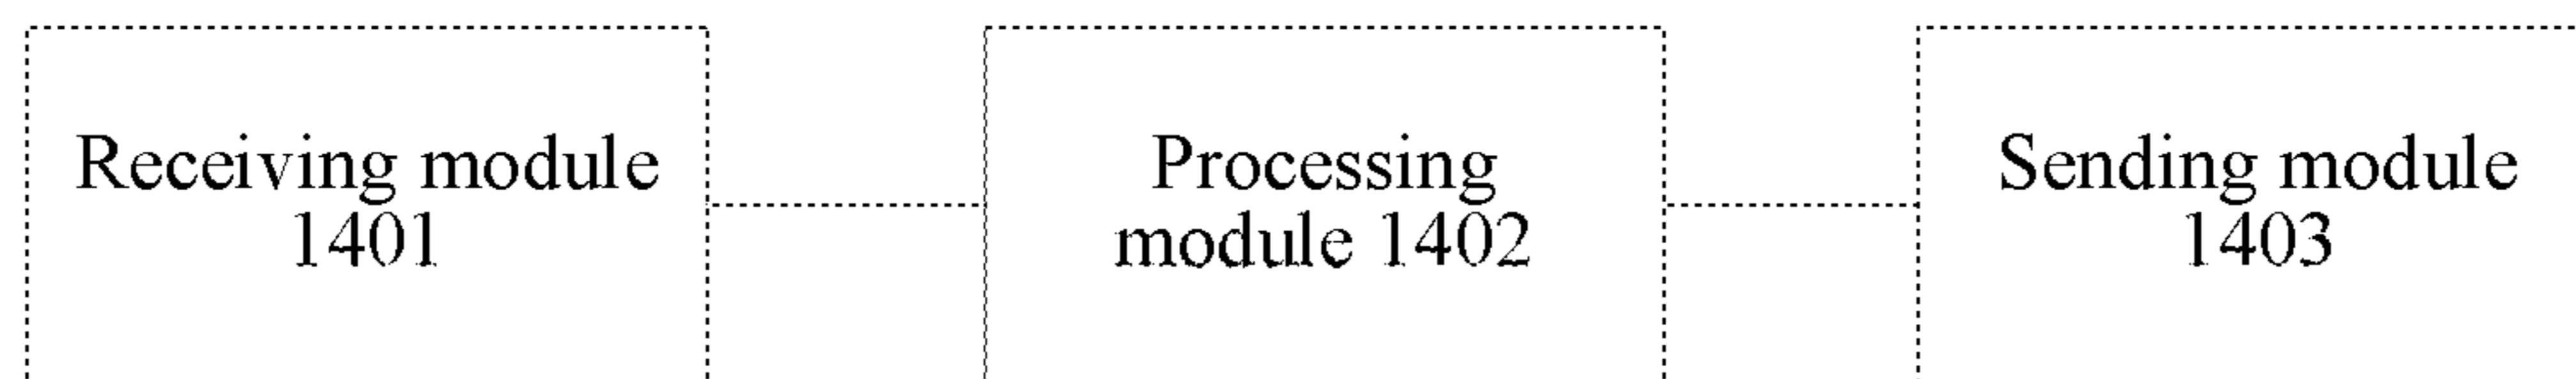 Receiving module
1401
Processing
module 1402
Sending module
1403